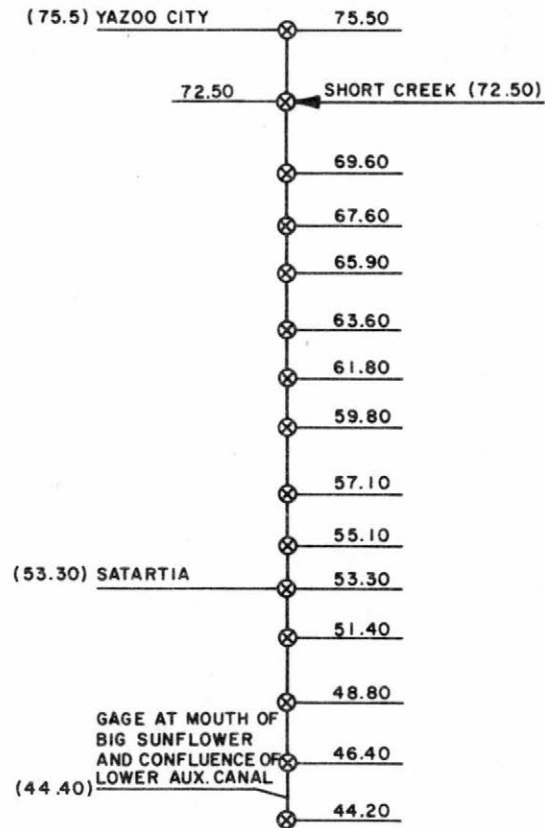 (75.5) YAZOO CITY 75.50
72.50 SHORT CREEK (72.50)
69.60
67.60
65.90
63.60
61.80
59.80
57.10
55.10
(53.30) SATARTIA 53.30
51.40
48.80
GAGE AT MOUTH OF
BIG SUNFLOWER
AND CONFLUENCE OF 46.40
LOWER AUX. CANAL
(44.40)
44.20